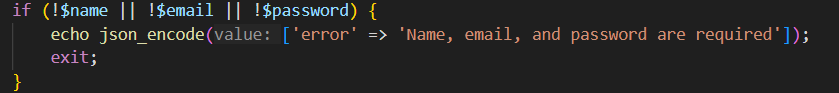 if (!$name || !$email || !$password) {
    echo json_encode(value: ['error' => 'Name, email, and password are required']);
    exit;
}